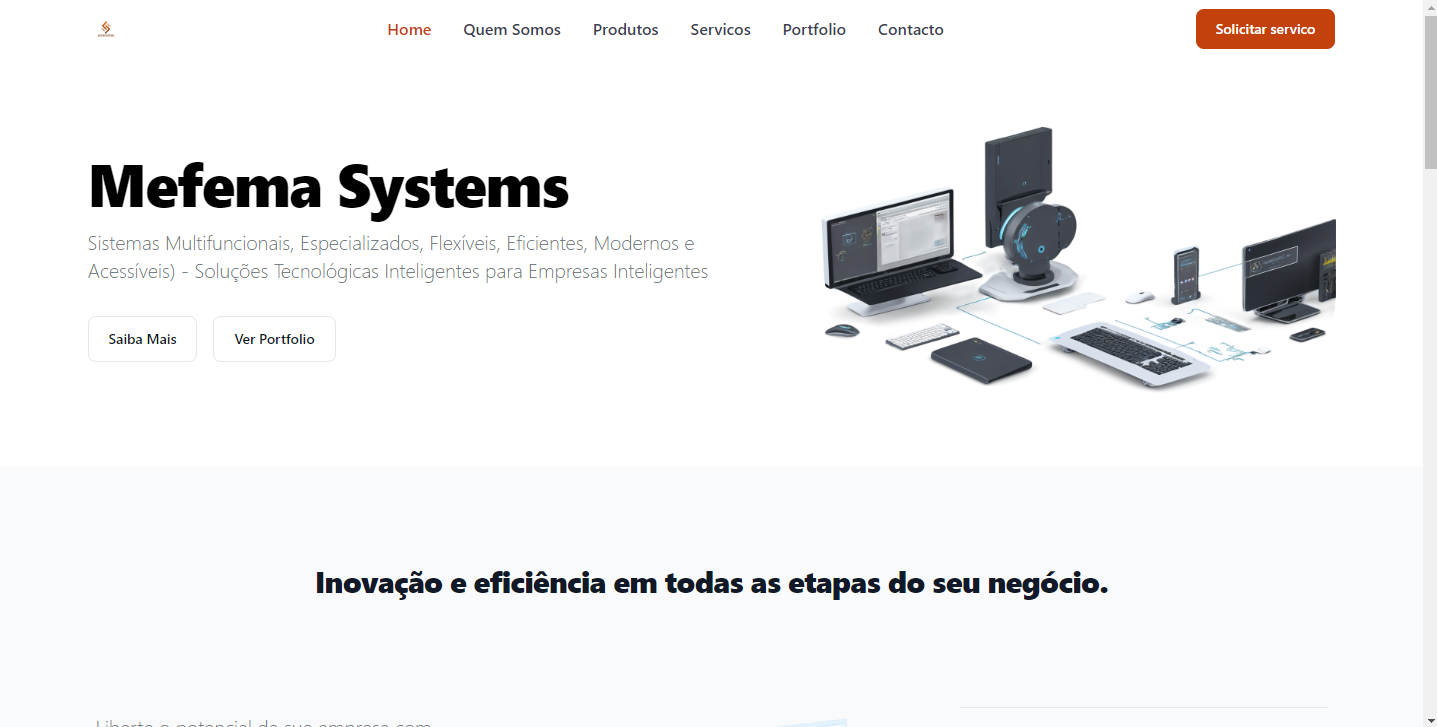 Home Quem Somos Produtos Servicos Portfolio Contacto Solicitar servico
Mefema Systems
Sistemas Multifuncionais, Especializados, Flexíveis, Eficientes, Modernos e
Acessíveis) - Soluções Tecnológicas Inteligentes para Empresas Inteligentes
Saiba Mais Ver Portfolio
Inovação e eficiência em todas as etapas do seu negócio.
Liberte o potencial da sua empresa com